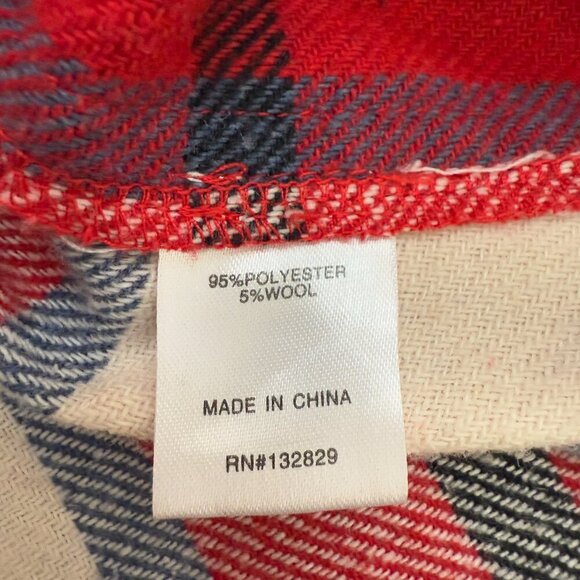 95%POLYESTER
5%WOOL
MADE IN CHINA
RN#132829